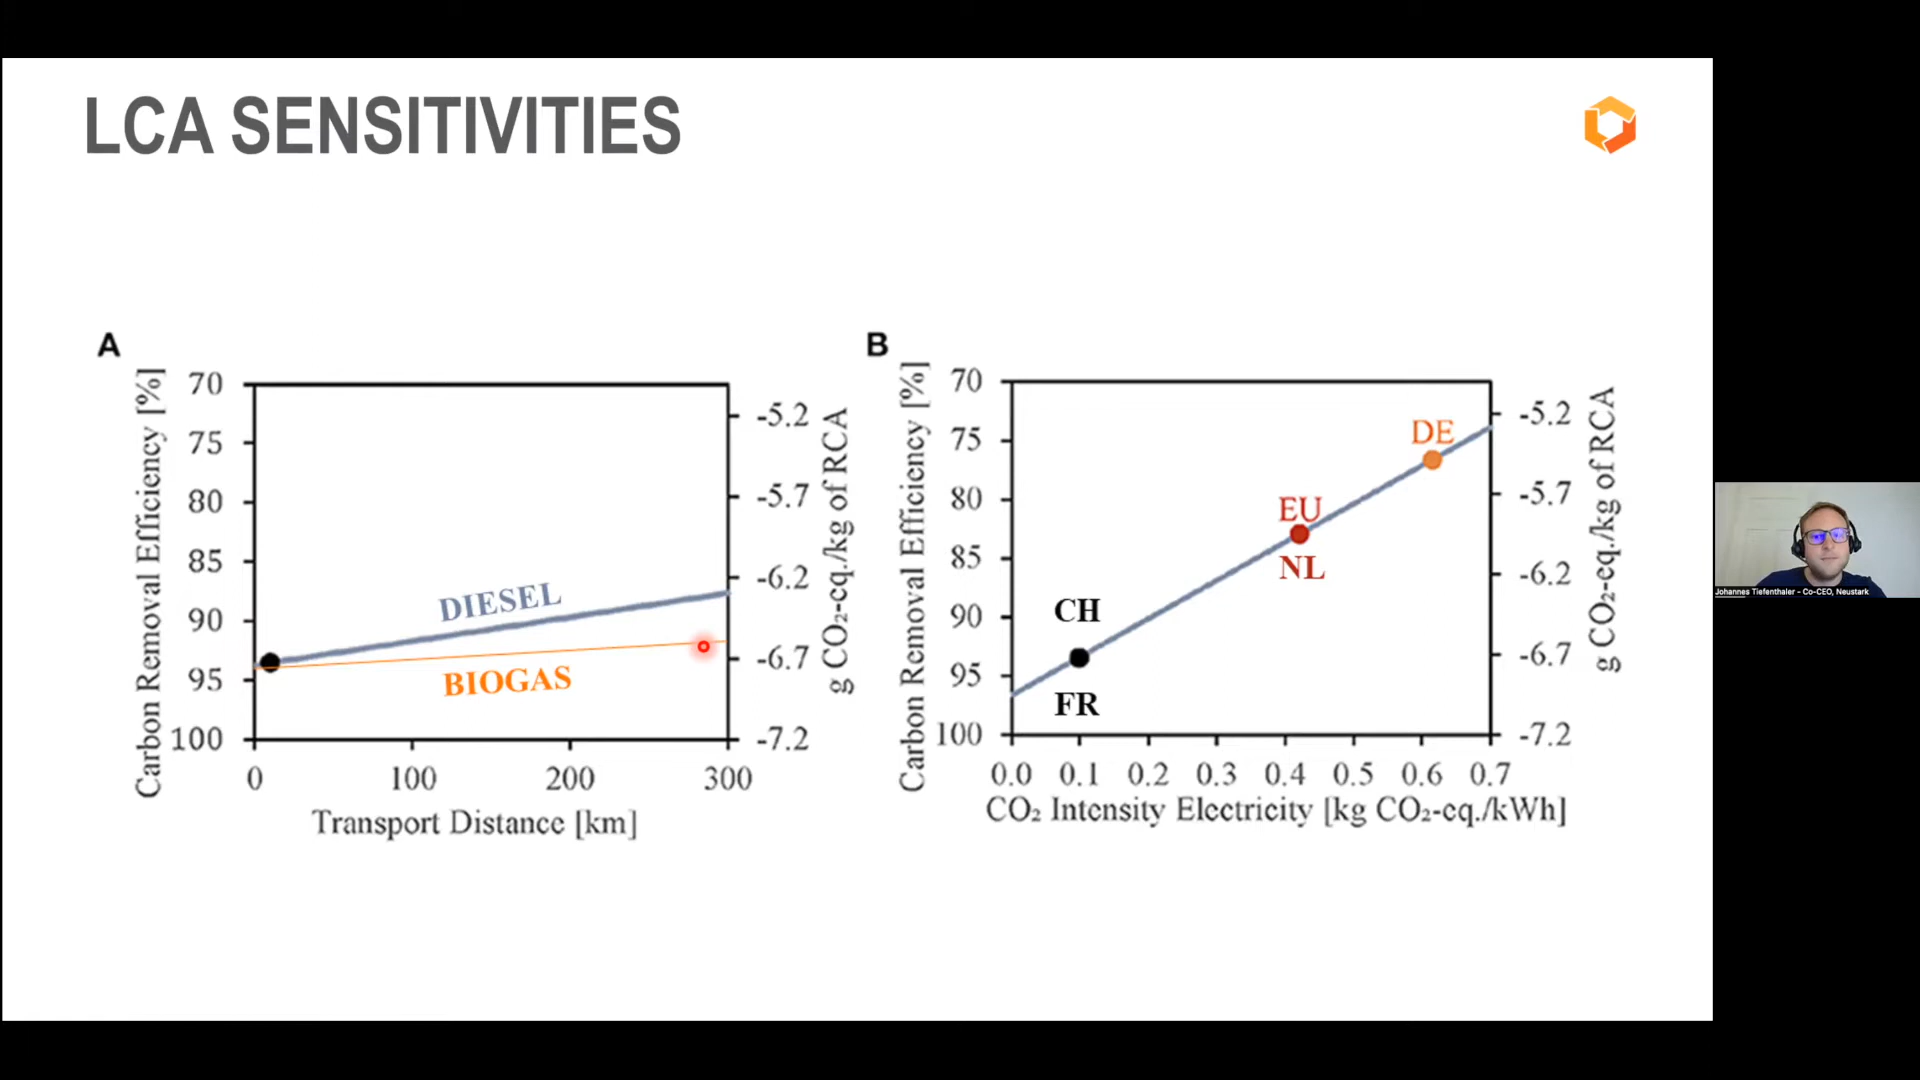 LCA SENSITIVITIES
A
Carbon Removal Efficiency [%]
70
75
80
85
90
95
100
DIESEL
BIOGAS
-5.2
-5.7
-6.2
-6.7
-7.2
g CO₂-eq./kg of RCA
0 100 200 300
Transport Distance [km]
B
Carbon Removal Efficiency [%]
70
75
80
85
90
95
100
DE
EU
NL
CH
FR
-5.2
-5.7
-6.2
-6.7
-7.2
g CO₂-eq./kg of RCA
0.0 0.1 0.2 0.3 0.4 0.5 0.6 0.7
CO₂ Intensity Electricity [kg CO₂-eq./kWh]
Johannes Tiefenthaler – Co-CEO, Neustark